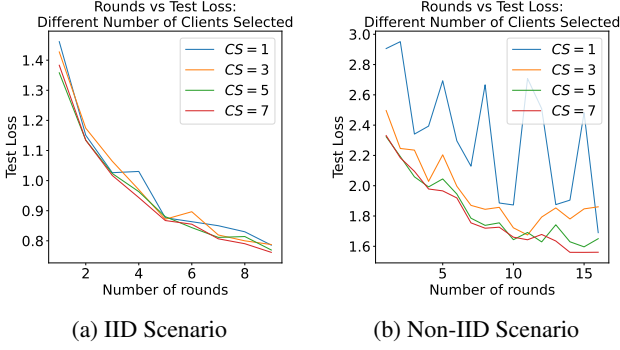 Rounds vs Test Loss:
Different Number of Clients Selected
Test Loss
1.4
1.3
1.2
1.1
1.0
0.9
0.8
CS = 1
CS = 3
CS = 5
CS = 7
2
4
6
8
Number of rounds
(a) IID Scenario
Rounds vs Test Loss:
Different Number of Clients Selected
Test Loss
3.0
2.8
2.6
2.4
2.2
2.0
1.8
1.6
CS = 1
CS = 3
CS = 5
CS = 7
5
10
15
Number of rounds
(b) Non-IID Scenario